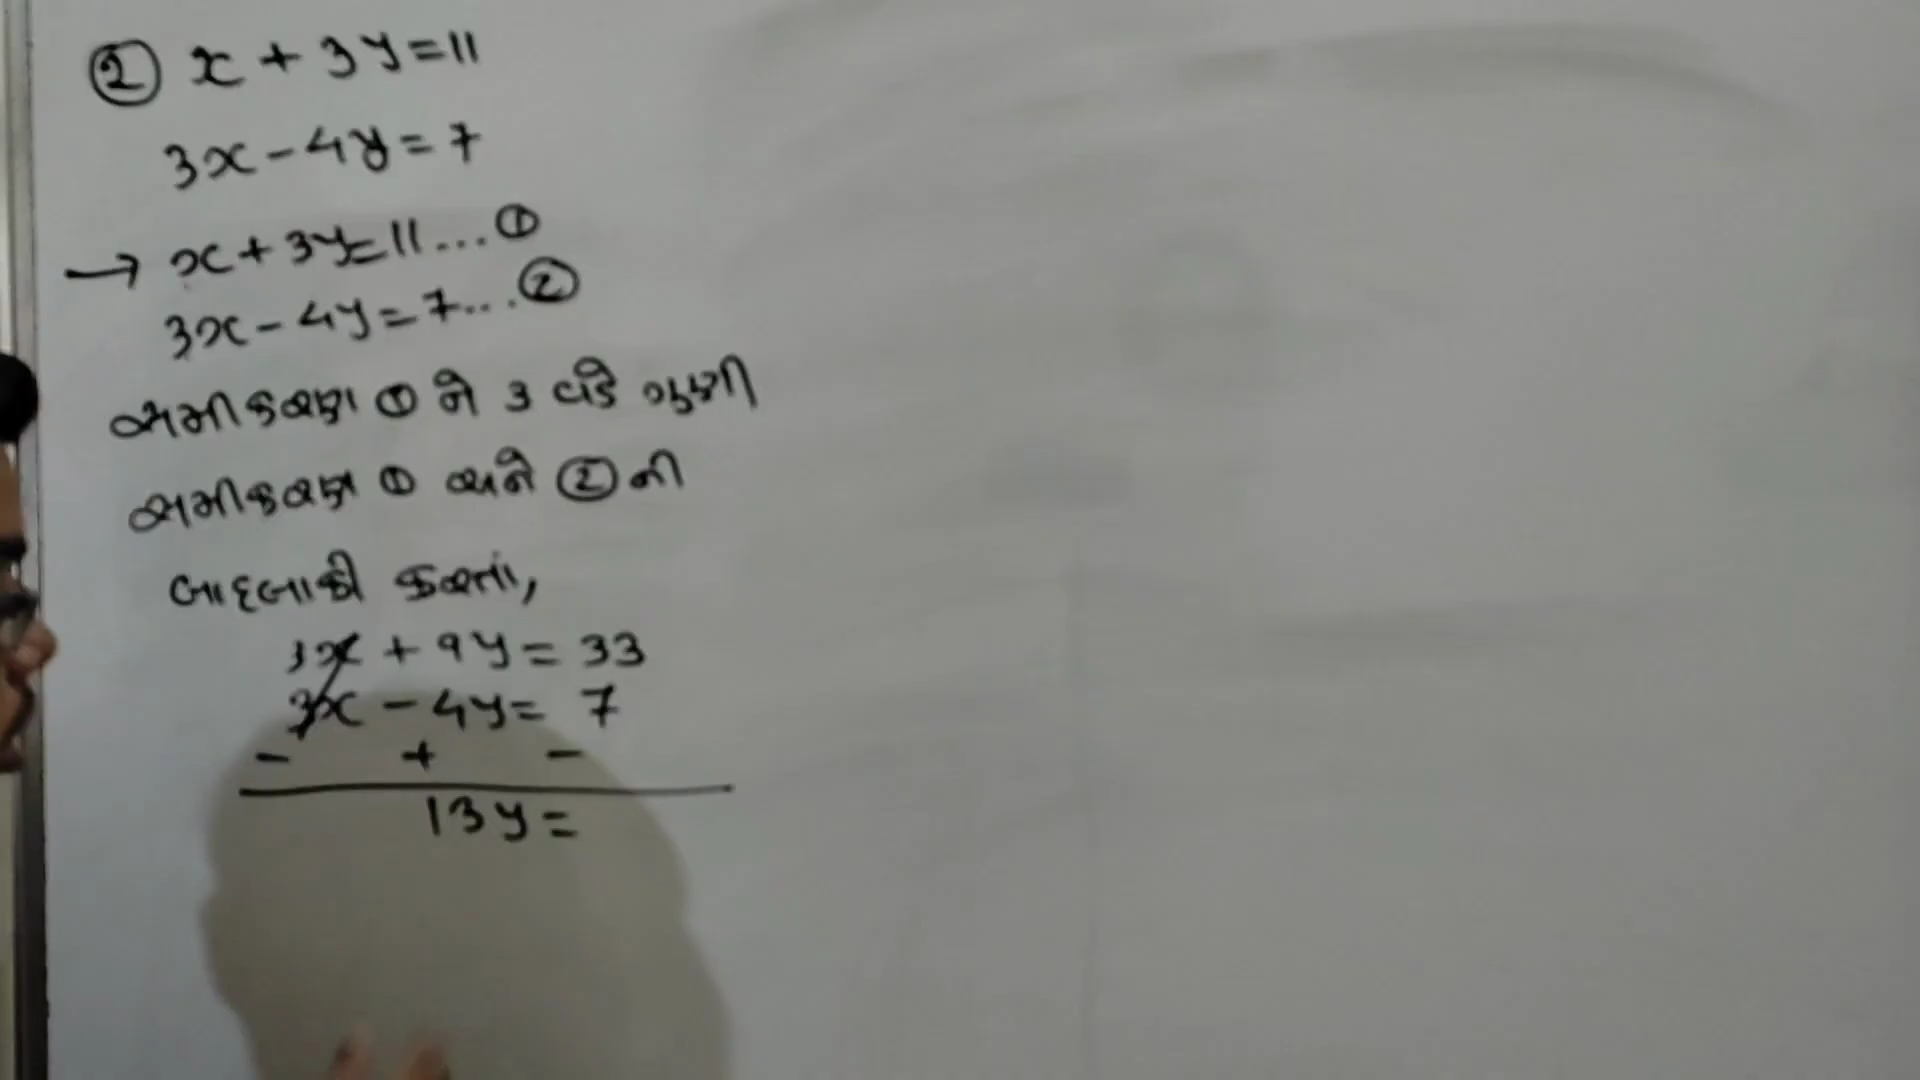 ② x + 3y = 11
3x - 4y = 7
→ x + 3y = 11 ... ①
3x - 4y = 7 ... ②
સમીકરણ ① ને ૩ વડે ગુણી
સમીકરણ ① અને ② ની
બાદબાકી કરતાં,
3x + 9y = 33
3x - 4y = 7
- + -
13y =